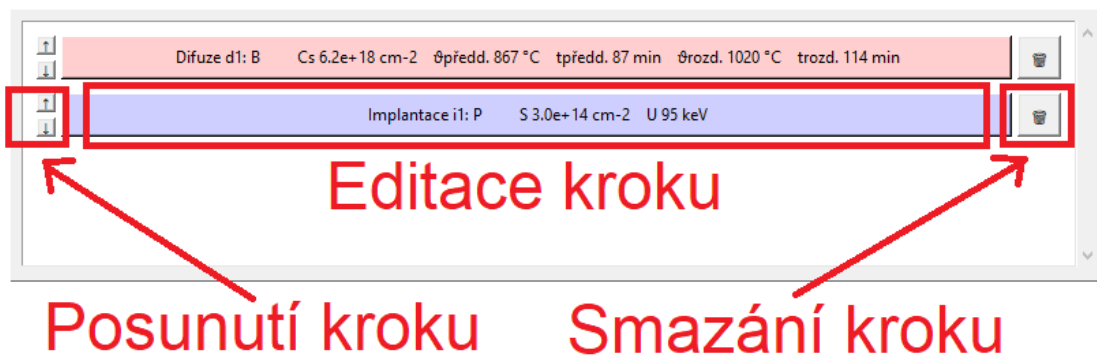 ↑
Difuze d1: B Cs 6.2e+18 cm-2 ϑpředd. 867 °C tpředd. 87 min ϑrozd. 1020 °C trozd. 114 min
↓
↑
Implantace i1: P S 3.0e+14 cm-2 U 95 keV
↓
Editace kroku
Posunutí kroku Smazání kroku